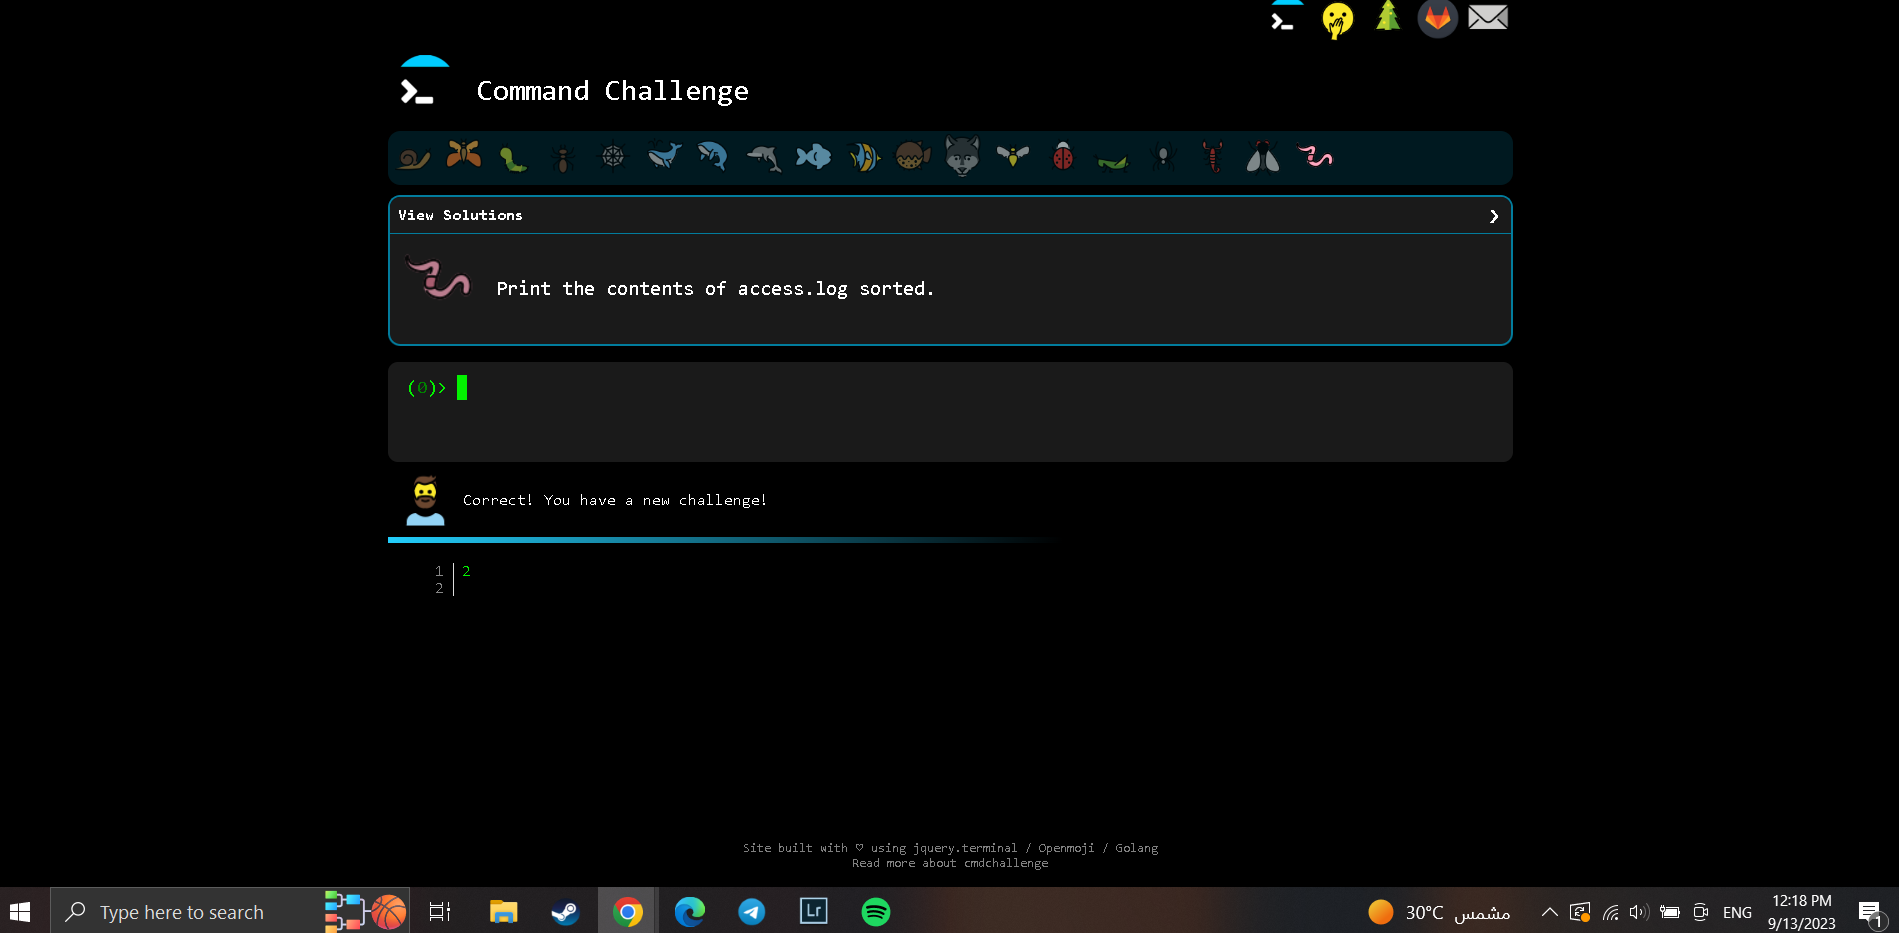 Command Challenge
View Solutions
Print the contents of access.log sorted.
(0)>
Correct! You have a new challenge!
1 2
2
Site built with ♡ using jquery.terminal / Openmoji / Golang
Read more about cmdchallenge
Type here to search
Lr
30°C مشمس
ENG
12:18 PM
9/13/2023
1